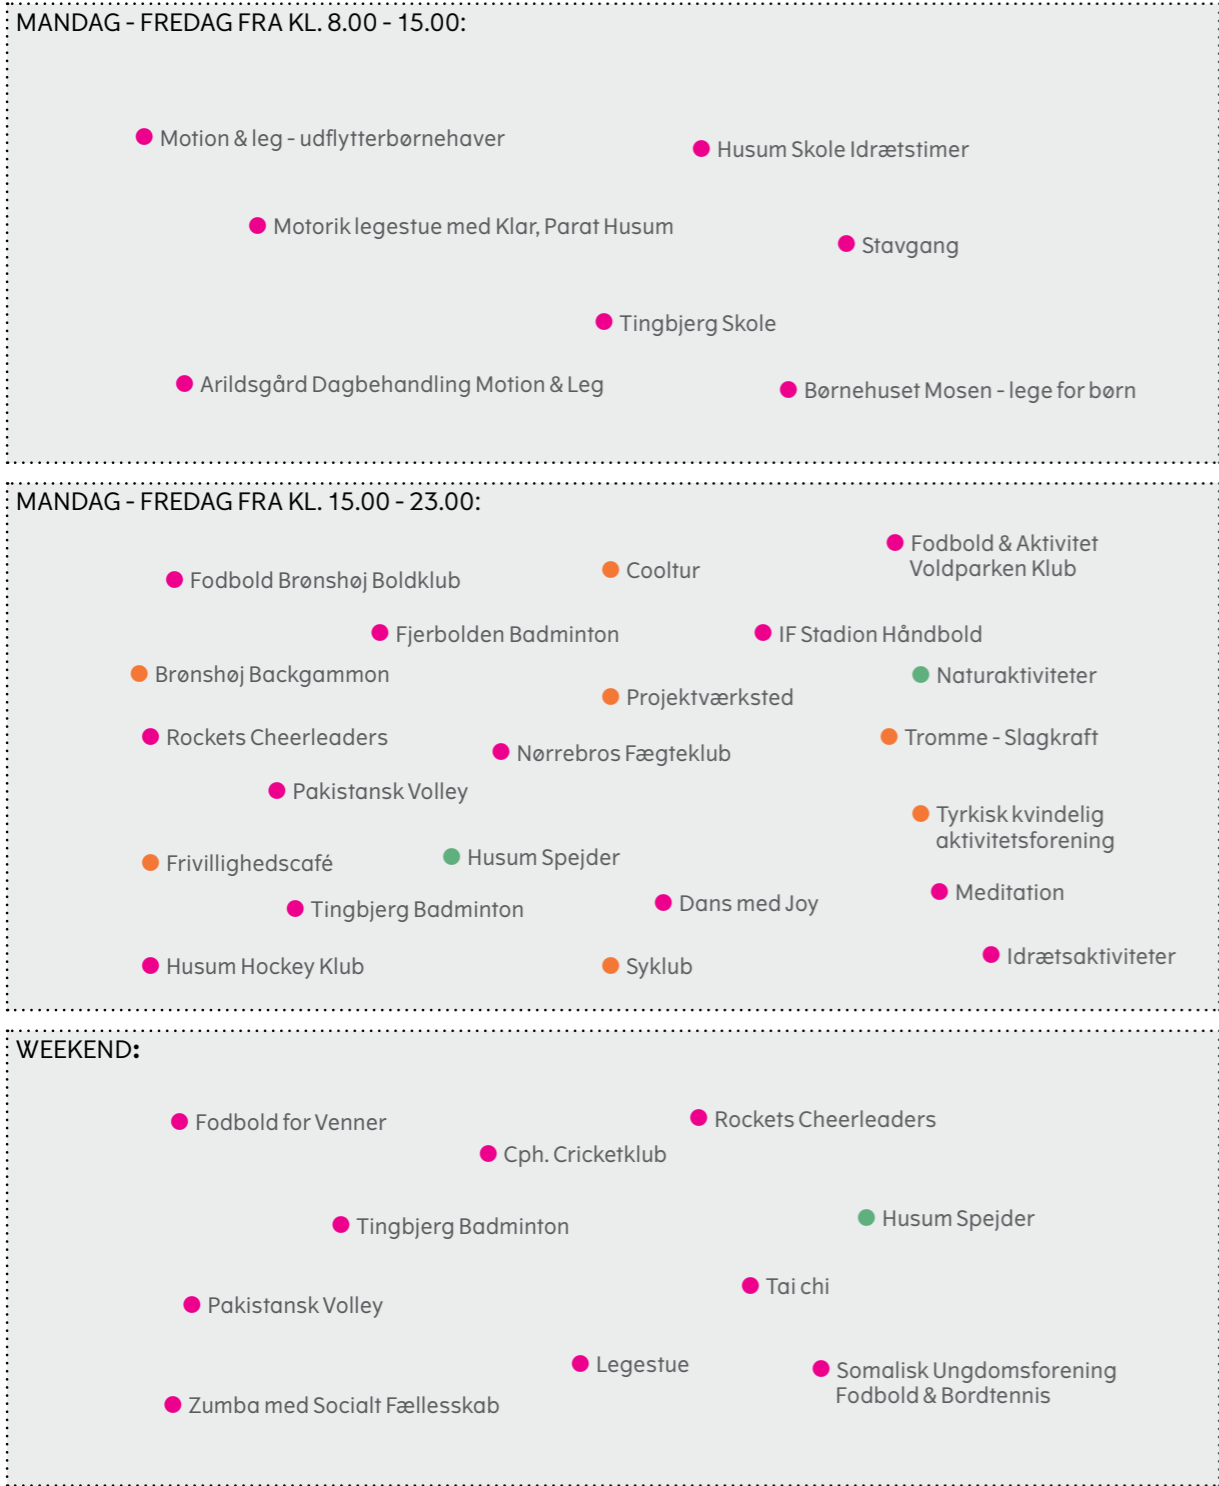 MANDAG - FREDAG FRA KL. 8.00 - 15.00:
Motion & leg - udflytterbørnehaver
Husum Skole Idrætstimer
Motorik legestue med Klar, Parat Husum
Stavgang
Tingbjerg Skole
Arildsgård Dagbehandling Motion & Leg
Børnehuset Mosen - lege for børn
MANDAG - FREDAG FRA KL. 15.00 - 23.00:
Fodbold & Aktivitet
Voldparken Klub
Fodbold Brønshøj Boldklub
Cooltur
Fjerbolden Badminton
IF Stadion Håndbold
Brønshøj Backgammon
Naturaktiviteter
Projektværksted
Rockets Cheerleaders
Tromme - Slagkraft
Nørrebros Fægteklub
Pakistansk Volley
Tyrkisk kvindelig
aktivitetsforening
Frivillighedscafé
Husum Spejder
Meditation
Tingbjerg Badminton
Dans med Joy
Husum Hockey Klub
Syklub
Idrætsaktiviteter
WEEKEND:
Fodbold for Venner
Rockets Cheerleaders
Cph. Cricketklub
Tingbjerg Badminton
Husum Spejder
Tai chi
Pakistansk Volley
Legestue
Somalisk Ungdomsforening
Fodbold & Bordtennis
Zumba med Socialt Fællesskab